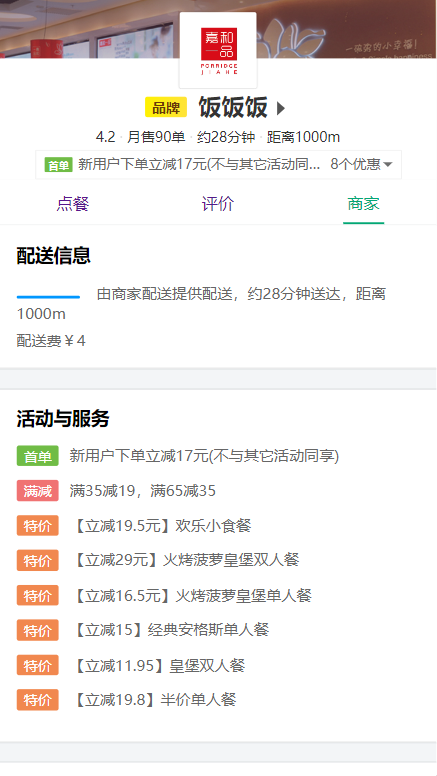 嘉和一品
PORRIDGE
JIAHE
一碗粥的小幸福!
品牌 饭饭饭
4.2 · 月售90单 · 约28分钟 · 距离1000m
首单 新用户下单立减17元(不与其它活动同... 8个优惠
点餐 评价 商家
配送信息
由商家配送提供配送，约28分钟送达，距离
1000m
配送费￥4
活动与服务
首单 新用户下单立减17元(不与其它活动同享)
满减 满35减19，满65减35
特价 【立减19.5元】欢乐小食餐
特价 【立减29元】火烤菠萝皇堡双人餐
特价 【立减16.5元】火烤菠萝皇堡单人餐
特价 【立减15】经典安格斯单人餐
特价 【立减11.95】皇堡双人餐
特价 【立减19.8】半价单人餐